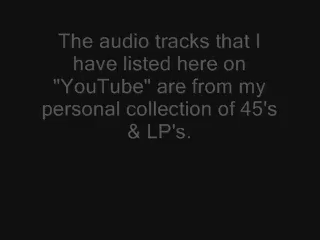 The audio tracks that I
have listed here on
"YouTube" are from my
personal collection of 45's
& LP's.